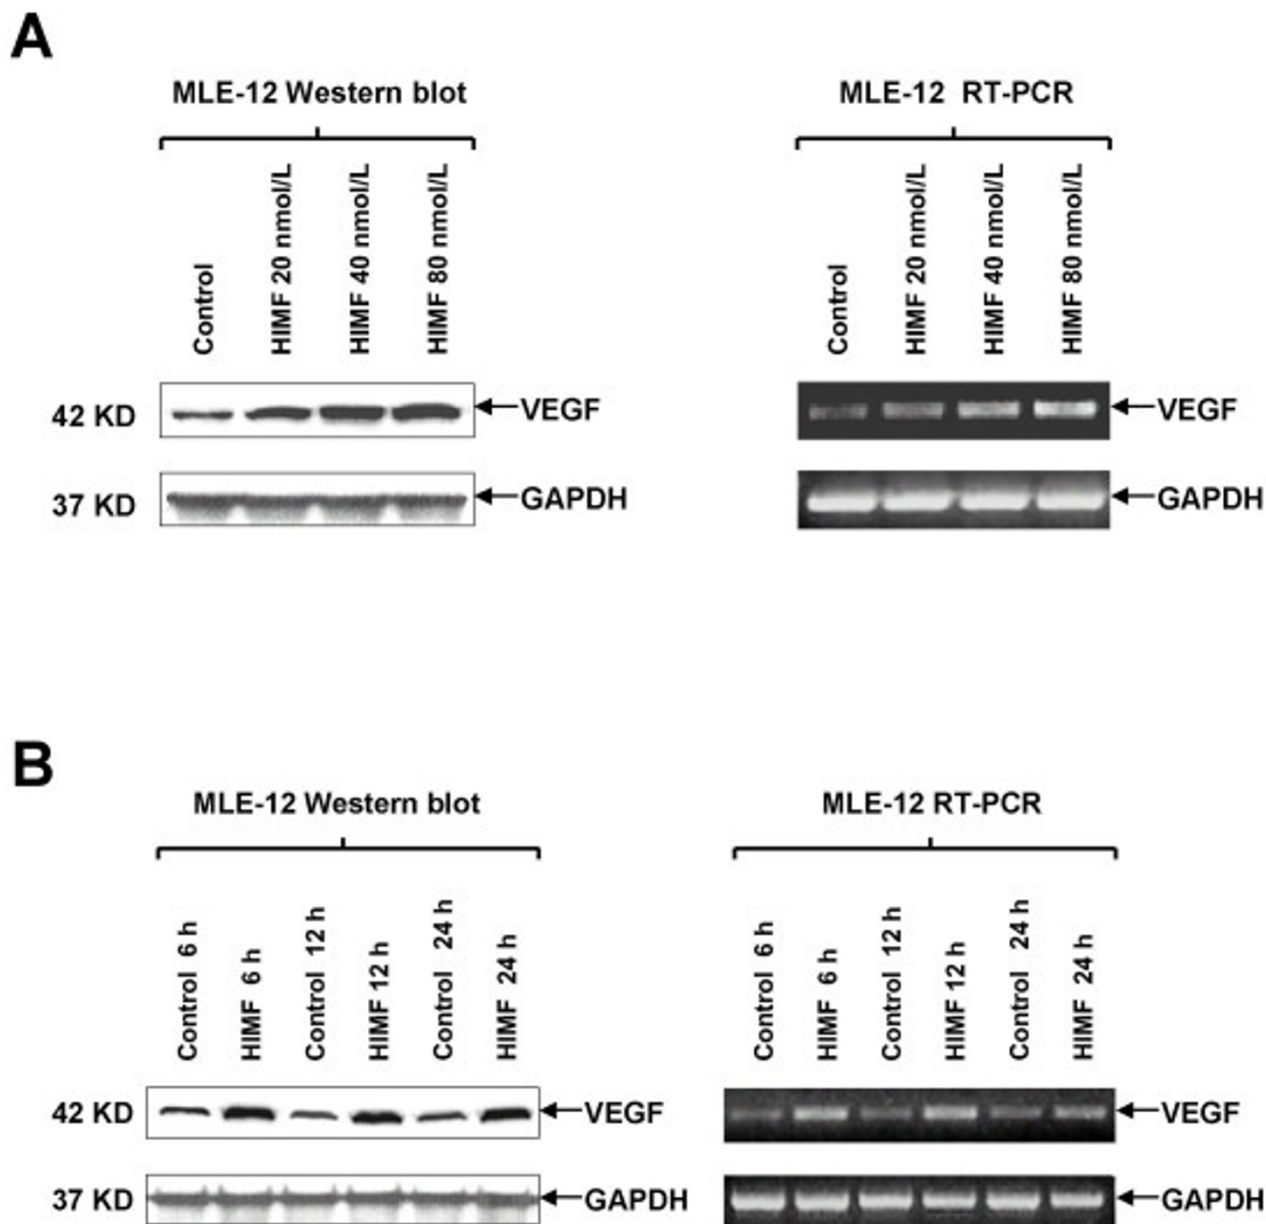 A
MLE-12 Western blot
MLE-12 RT-PCR
Control
HIMF 20 nmol/L
HIMF 40 nmol/L
HIMF 80 nmol/L
Control
HIMF 20 nmol/L
HIMF 40 nmol/L
HIMF 80 nmol/L
42 KD
VEGF
VEGF
37 KD
GAPDH
GAPDH
B
MLE-12 Western blot
MLE-12 RT-PCR
Control 6 h
HIMF 6 h
Control 12 h
HIMF 12 h
Control 24 h
HIMF 24 h
Control 6 h
HIMF 6 h
Control 12 h
HIMF 12 h
Control 24 h
HIMF 24 h
42 KD
VEGF
VEGF
37 KD
GAPDH
GAPDH